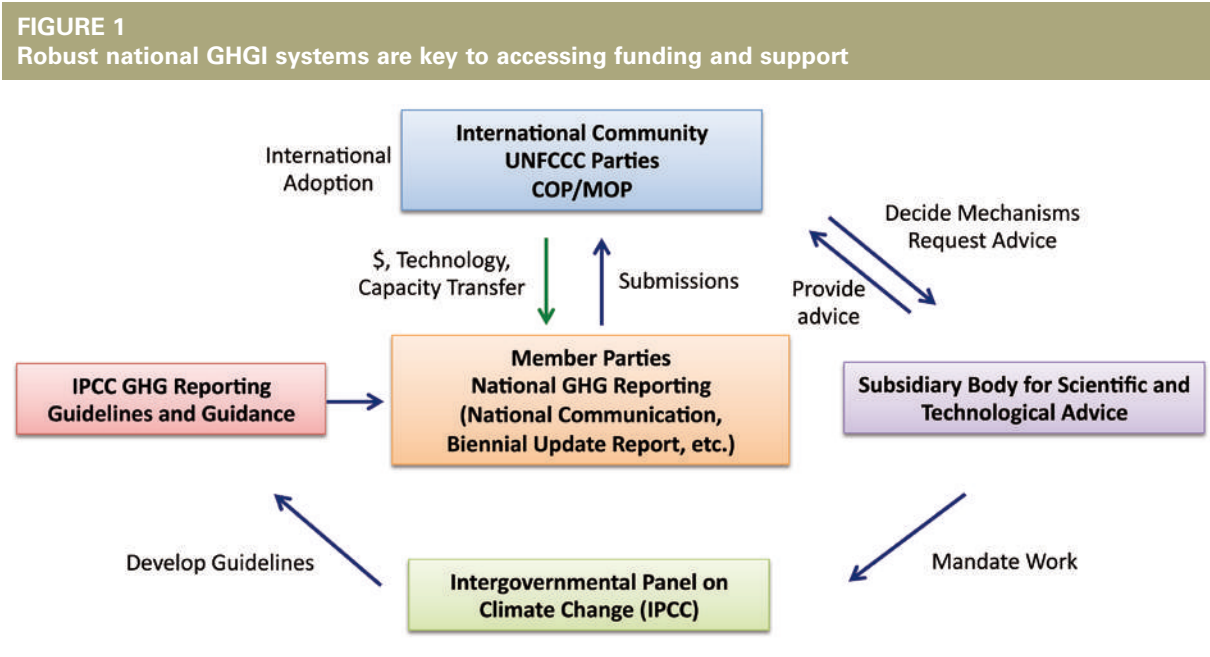 FIGURE 1
Robust national GHGI systems are key to accessing funding and support
International
Adoption
International Community
UNFCCC Parties
COP/MOP
Decide Mechanisms
Request Advice
$, Technology,
Capacity Transfer
Submissions
Provide
advice
IPCC GHG Reporting
Guidelines and Guidance
Member Parties
National GHG Reporting
(National Communication,
Biennial Update Report, etc.)
Subsidiary Body for Scientific and
Technological Advice
Develop Guidelines
Mandate Work
Intergovernmental Panel on
Climate Change (IPCC)